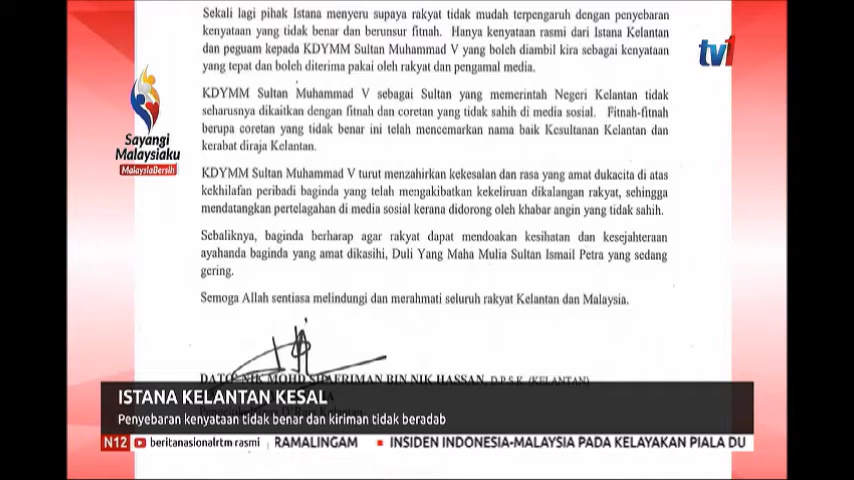 Sekali lagi pihak Istana menyeru supaya rakyat tidak mudah terpengaruh dengan penyebaran
kenyataan yang tidak benar dan berunsur fitnah. Hanya kenyataan rasmi dari Istana Kelantan
dan peguam kepada KDYMM Sultan Muhammad V yang boleh diambil kira sebagai kenyataan
yang tepat dan boleh diterima pakai oleh rakyat dan pengamal media.
tv1
KDYMM Sultan Muhammad V sebagai Sultan yang memerintah Negeri Kelantan tidak
seharusnya dikaitkan dengan fitnah dan coretan yang tidak sahih di media sosial. Fitnah-fitnah
berupa coretan yang tidak benar ini telah mencemarkan nama baik Kesultanan Kelantan dan
kerabat diraja Kelantan.
Sayangi
Malaysiaku
MalaysiaBersih
KDYMM Sultan Muhammad V turut menzahirkan kekesalan dan rasa yang amat dukacita di atas
kekhilafan peribadi baginda yang telah mengakibatkan kekeliruan dikalangan rakyat, sehingga
mendatangkan pertelagahan di media sosial kerana didorong oleh khabar angin yang tidak sahih.
Sebaliknya, baginda berharap agar rakyat dapat mendoakan kesihatan dan kesejahteraan
ayahanda baginda yang amat dikasihi, Duli Yang Maha Mulia Sultan Ismail Petra yang sedang
gering.
Semoga Allah sentiasa melindungi dan merahmati seluruh rakyat Kelantan dan Malaysia.
DATO' NIK MOHD BIN NIK HASSAN, D.P.S.K (KELANTAN)
ISTANA KELANTAN KESAL
Penyebaran kenyataan tidak benar dan kiriman tidak beradab
N12 beritanasionalrtm rasmi RAMALINGAM INSIDEN INDONESIA-MALAYSIA PADA KELAYAKAN PIALA DU